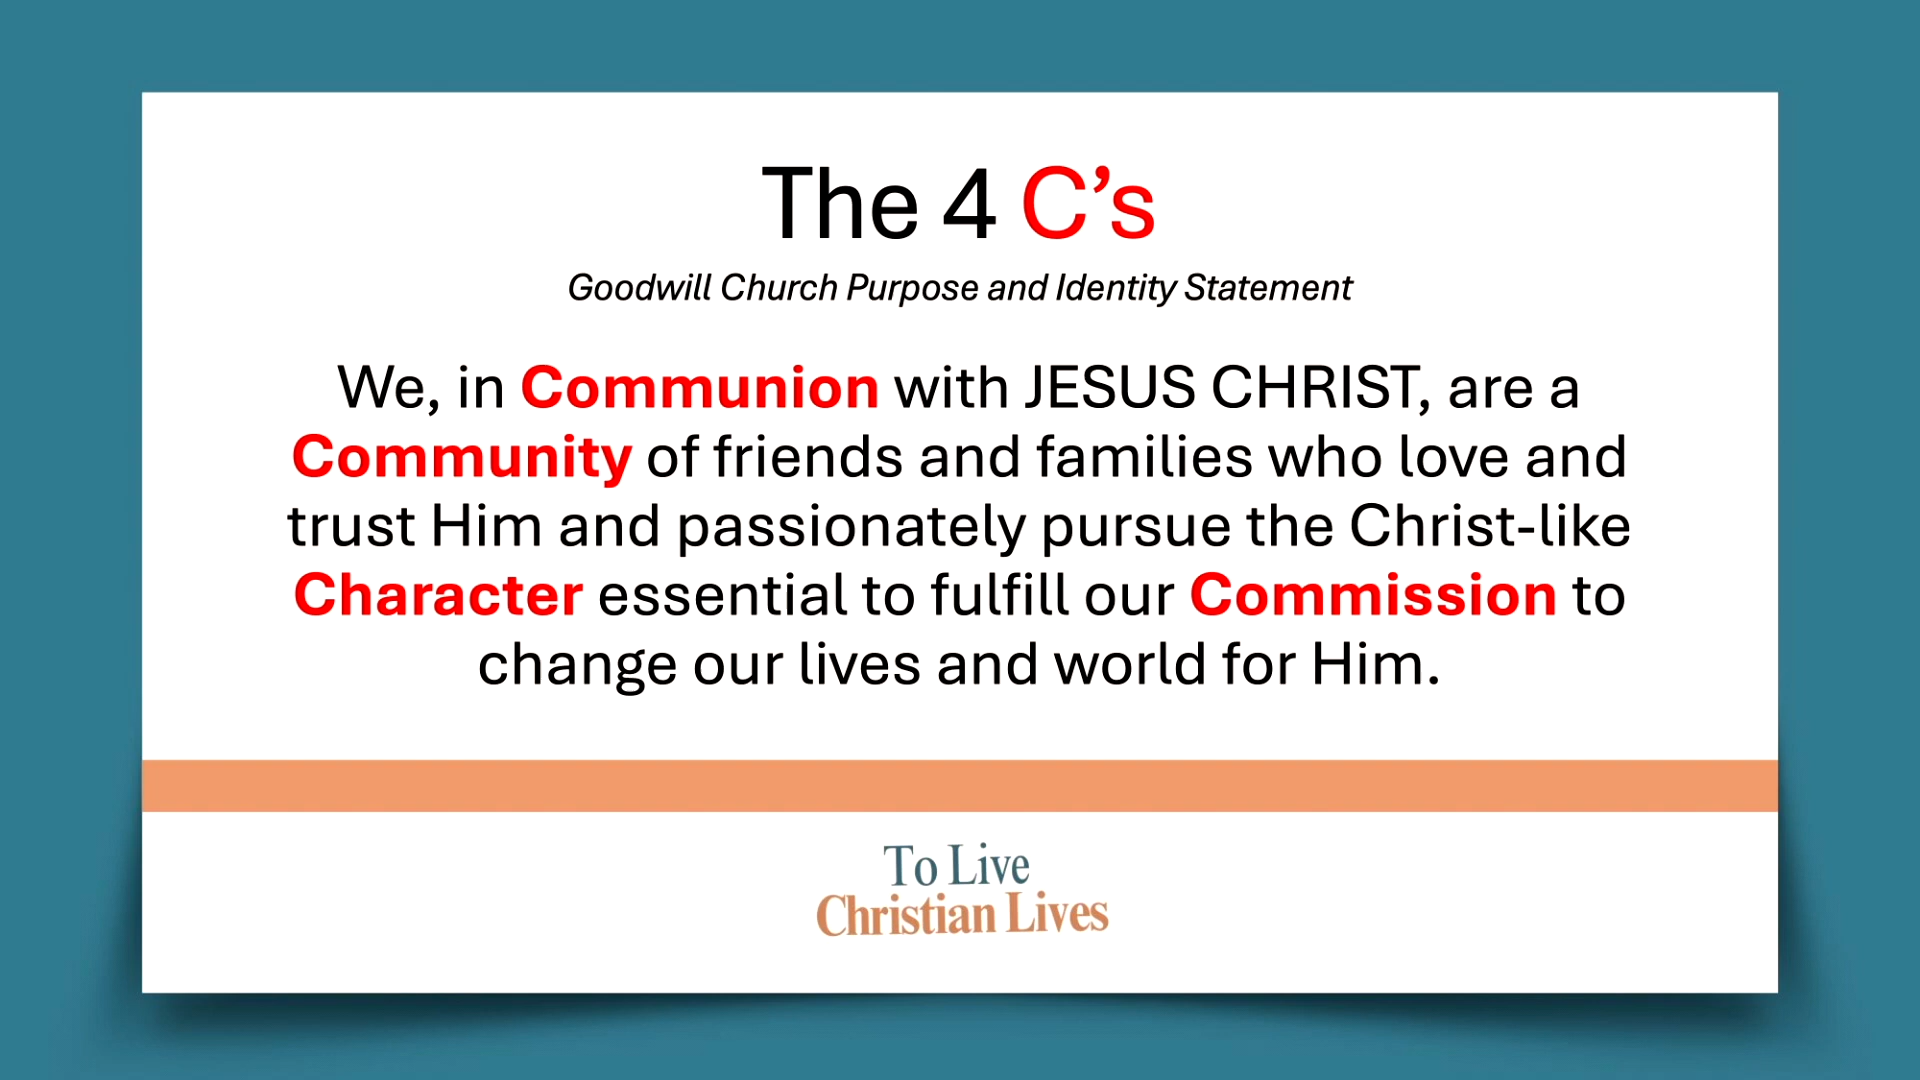 The 4 C’s
Goodwill Church Purpose and Identity Statement
We, in Communion with JESUS CHRIST, are a
Community of friends and families who love and
trust Him and passionately pursue the Christ-like
Character essential to fulfill our Commission to
change our lives and world for Him.
To Live
Christian Lives